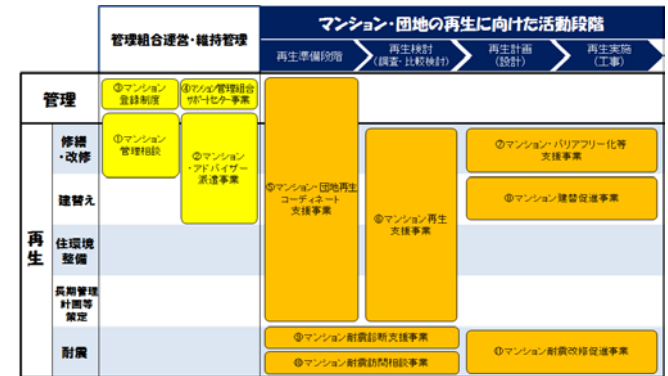 管理組合運営・維持管理
マンション・団地の再生に向けた活動段階
再生準備段階
再生検討
(調査・比較検討)
再生計画
(設計)
再生実施
(工事)
管理
③マンション
登録制度
④マンション管理組合
サポートセンター事業
再生
修繕
・改修
①マンション
管理相談
②マンション
・アドバイザー
派遣事業
⑤マンション・団地再生
コーディネート
支援事業
⑥マンション再生
支援事業
⑦マンション・バリアフリー化等
支援事業
建替え
⑧マンション建替促進事業
住環境
整備
長期管理
計画等
策定
耐震
⑨マンション耐震診断支援事業
⑩マンション耐震訪問相談事業
⑪マンション耐震改修促進事業